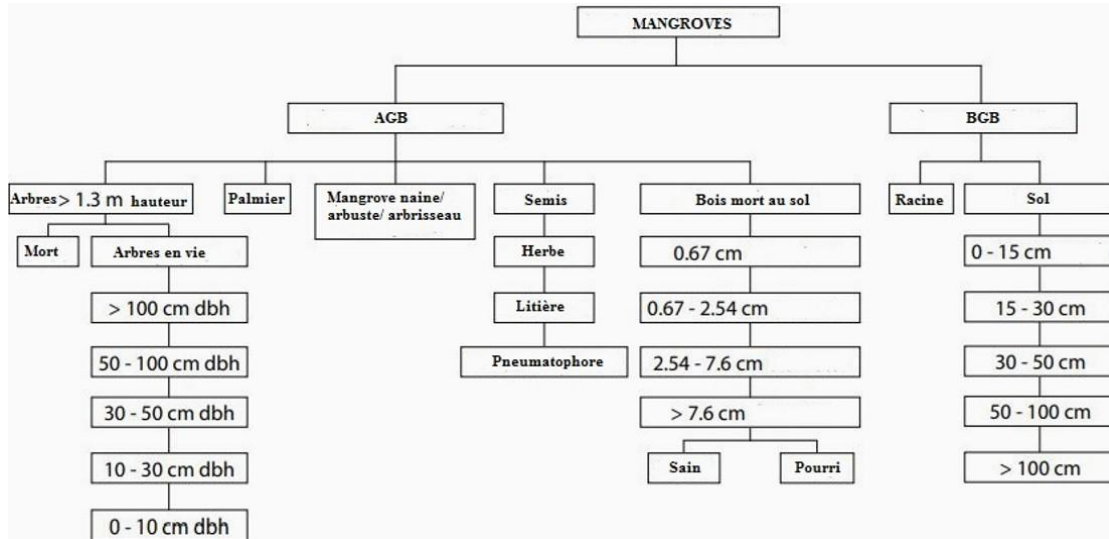 MANGROVES
AGB
BGB
Arbres > 1.3 m hauteur
Palmier
Mangrove naine/
arbuste/ arbrisseau
Semis
Bois mort au sol
Racine
Sol
Mort
Arbres en vie
Herbe
0.67 cm
0 - 15 cm
> 100 cm dbh
Litière
0.67 - 2.54 cm
15 - 30 cm
50 - 100 cm dbh
Pneumatophore
2.54 - 7.6 cm
30 - 50 cm
30 - 50 cm dbh
> 7.6 cm
50 - 100 cm
10 - 30 cm dbh
Sain
Pourri
> 100 cm
0 - 10 cm dbh